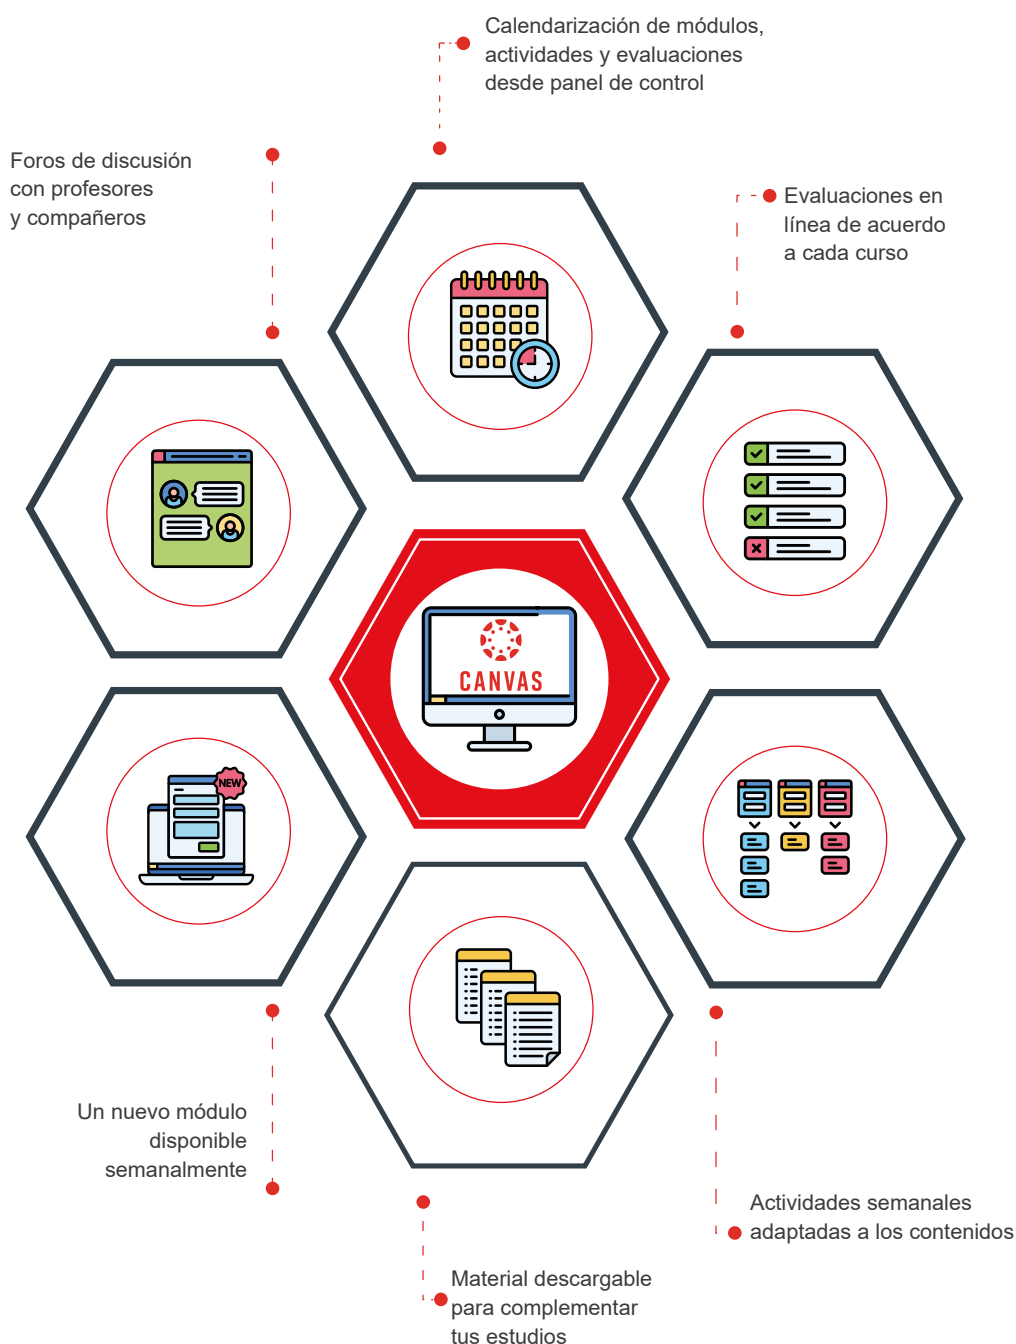 Calendarización de módulos,
actividades y evaluaciones
desde panel de control
Foros de discusión
con profesores
y compañeros
Evaluaciones en
línea de acuerdo
a cada curso
CANVAS
NEW
Un nuevo módulo
disponible
semanalmente
Actividades semanales
adaptadas a los contenidos
Material descargable
para complementar
tus estudios